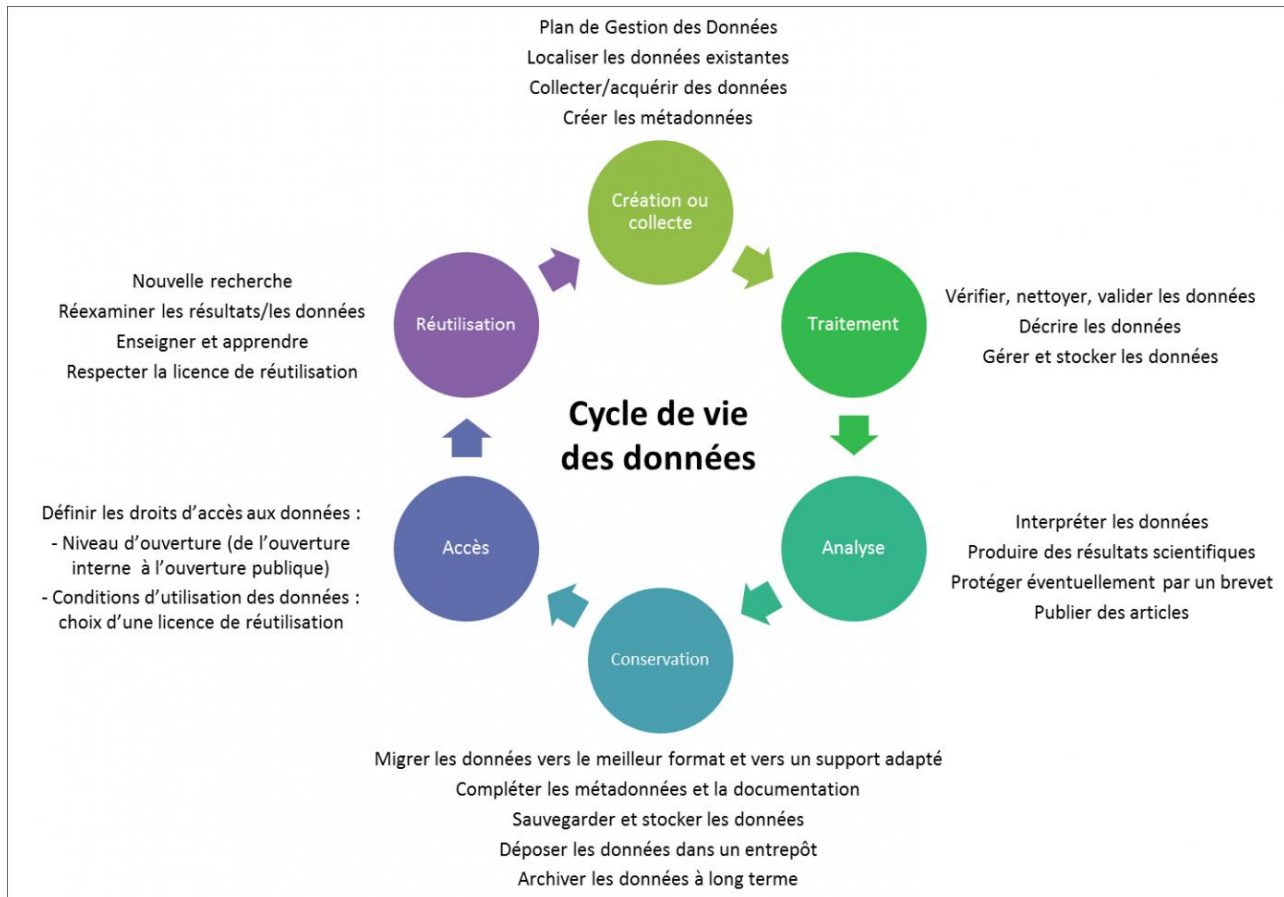 Plan de Gestion des Données
Localiser les données existantes
Collecter/acquérir des données
Créer les métadonnées
Création ou
collecte
Vérifier, nettoyer, valider les données
Décrire les données
Gérer et stocker les données
Traitement
Interpréter les données
Produire des résultats scientifiques
Protéger éventuellement par un brevet
Publier des articles
Analyse
Conservation
Migrer les données vers le meilleur format et vers un support adapté
Compléter les métadonnées et la documentation
Sauvegarder et stocker les données
Déposer les données dans un entrepôt
Archiver les données à long terme
Accès
Définir les droits d’accès aux données :
- Niveau d’ouverture (de l’ouverture
interne à l’ouverture publique)
- Conditions d’utilisation des données :
choix d’une licence de réutilisation
Réutilisation
Nouvelle recherche
Réexaminer les résultats/les données
Enseigner et apprendre
Respecter la licence de réutilisation
Cycle de vie
des données